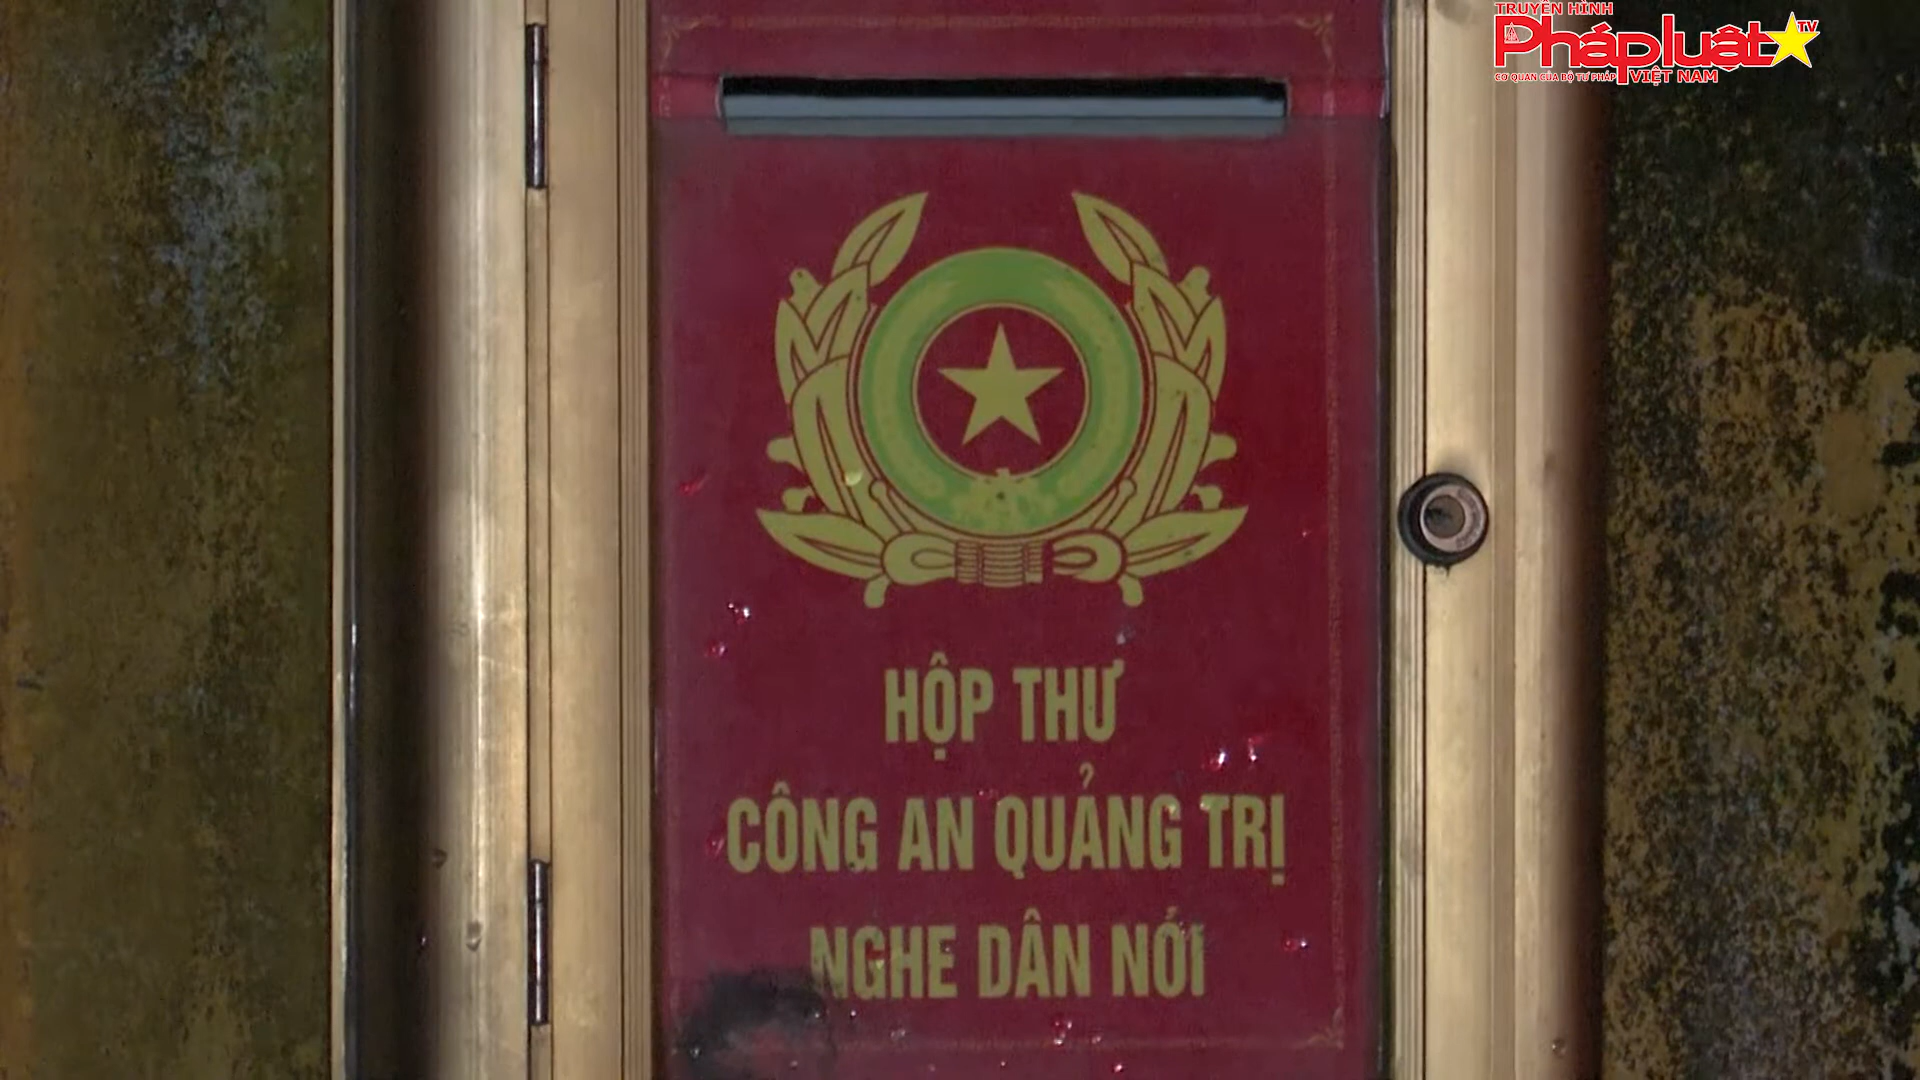 TRUYỀN HÌNH
Pháp luật TV
CƠ QUAN CỦA BỘ TƯ PHÁP VIỆT NAM
HỘP THƯ
CÔNG AN QUẢNG TRỊ
NGHE DÂN NÓI